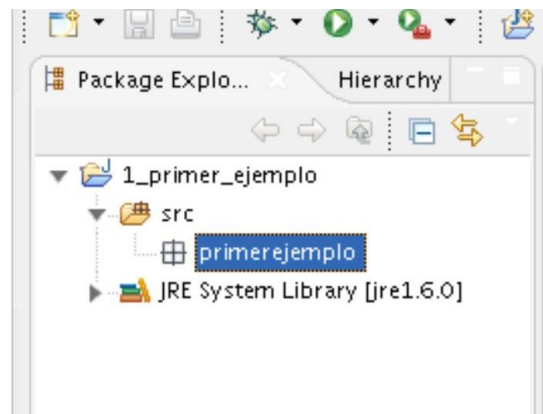 Package Explo... Hierarchy
1_primer_ejemplo
src
primerejemplo
JRE System Library [jre1.6.0]